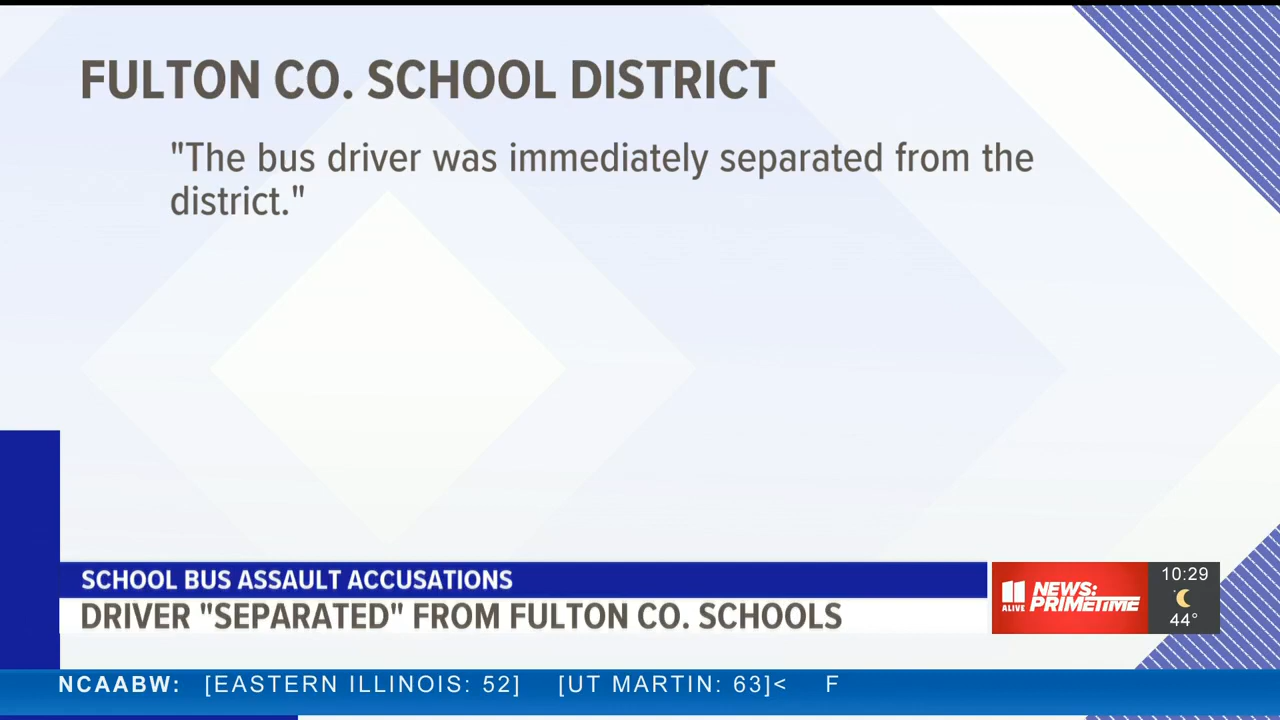 FULTON CO. SCHOOL DISTRICT
"The bus driver was immediately separated from the
district."
SCHOOL BUS ASSAULT ACCUSATIONS
DRIVER "SEPARATED" FROM FULTON CO. SCHOOLS
11 ALIVE NEWS: PRIMETIME
10:29
44°
NCAABW: [EASTERN ILLINOIS: 52] [UT MARTIN: 63]< F